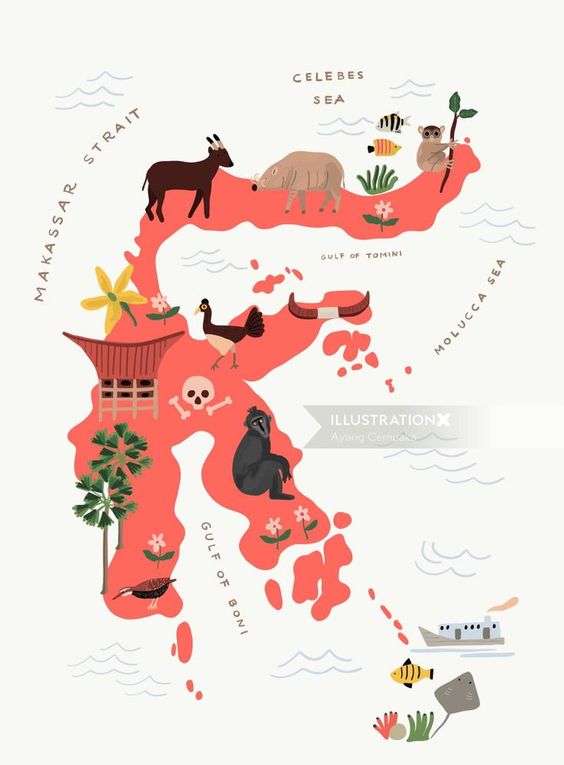 CELEBES
SEA
MAKASSAR STRAIT
GULF OF TOMINI
MOLUCCA SEA
ILLUSTRATIONX
Ayang Cempaka
GULF OF BONI